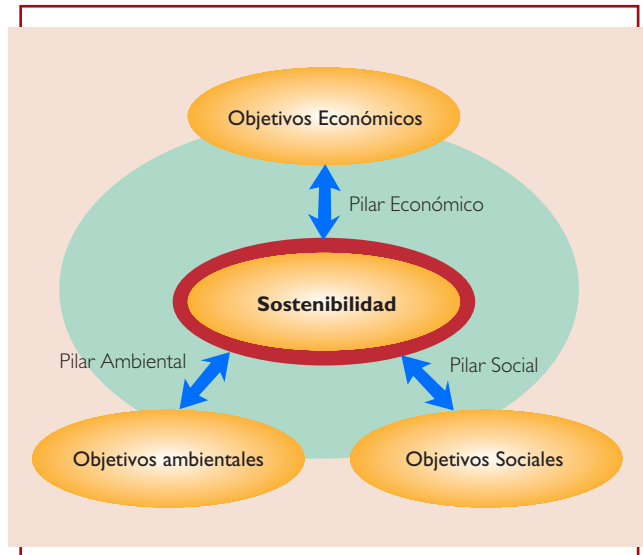 Objetivos Económicos
Pilar Económico
Sostenibilidad
Pilar Ambiental
Pilar Social
Objetivos ambientales
Objetivos Sociales